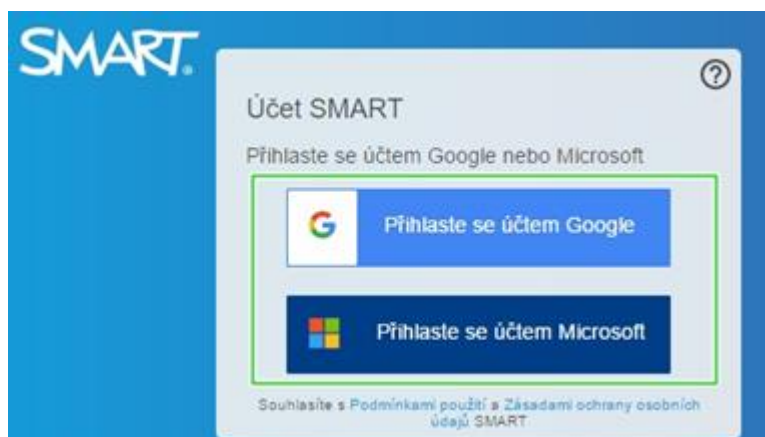 SMART.
Účet SMART
Přihlaste se účtem Google nebo Microsoft
Přihlaste se účtem Google
Přihlaste se účtem Microsoft
Souhlasíte s Podmínkami použití a Zásadami ochrany osobních
údajů SMART